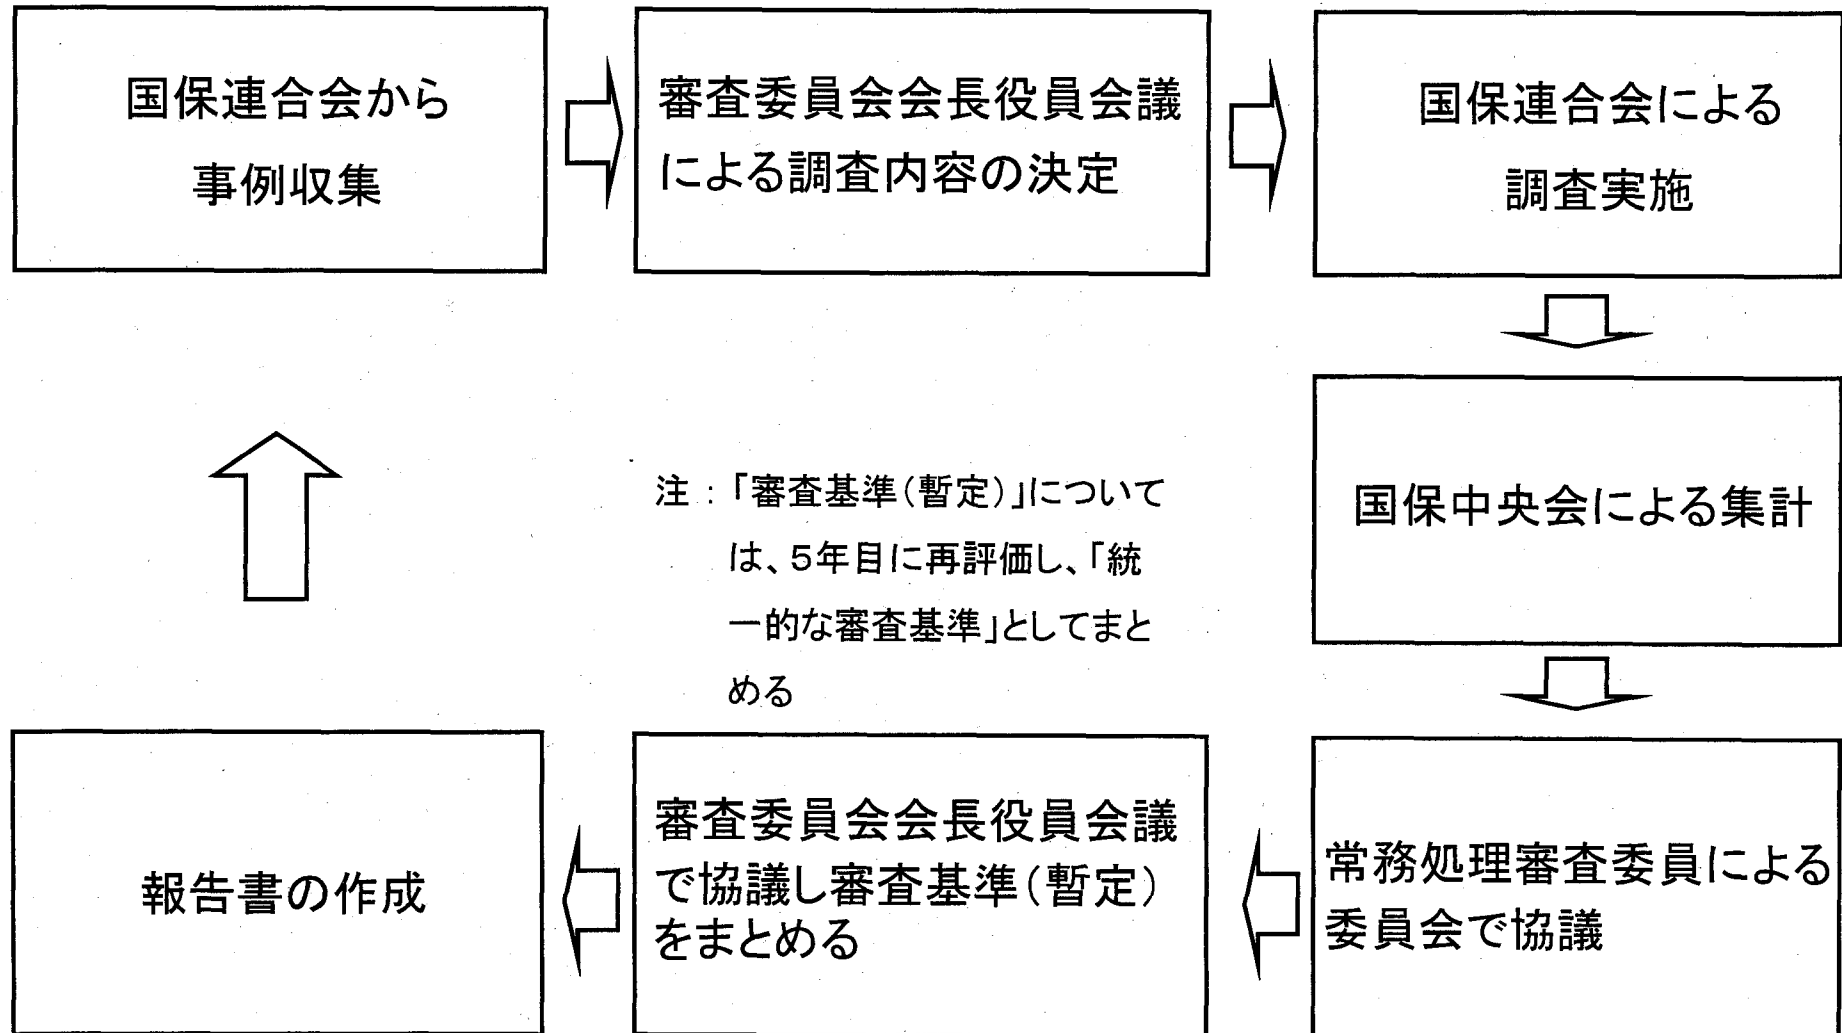 国保連合会から
事例収集
審査委員会会長役員会議
による調査内容の決定
国保連合会による
調査実施
国保中央会による集計
注：「審査基準（暫定）」について
は、5年目に再評価し、「統
一的な審査基準」としてまと
める
常務処理審査委員による
委員会で協議
審査委員会会長役員会議
で協議し審査基準（暫定）
をまとめる
報告書の作成